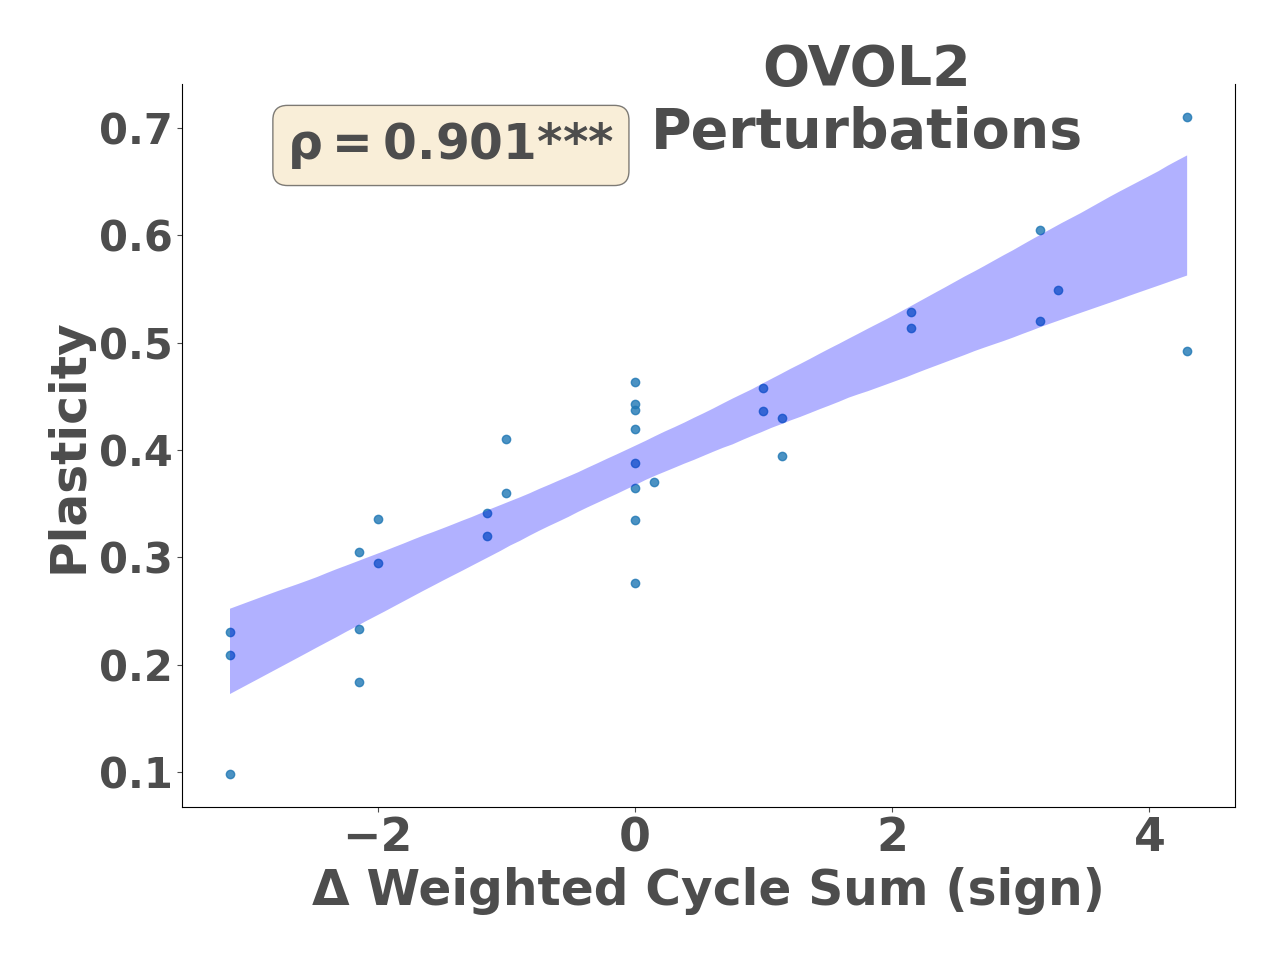 OVOL2
Perturbations
ρ = 0.901***
Plasticity
0.7
0.6
0.5
0.4
0.3
0.2
0.1
−2 0 2 4
Δ Weighted Cycle Sum (sign)